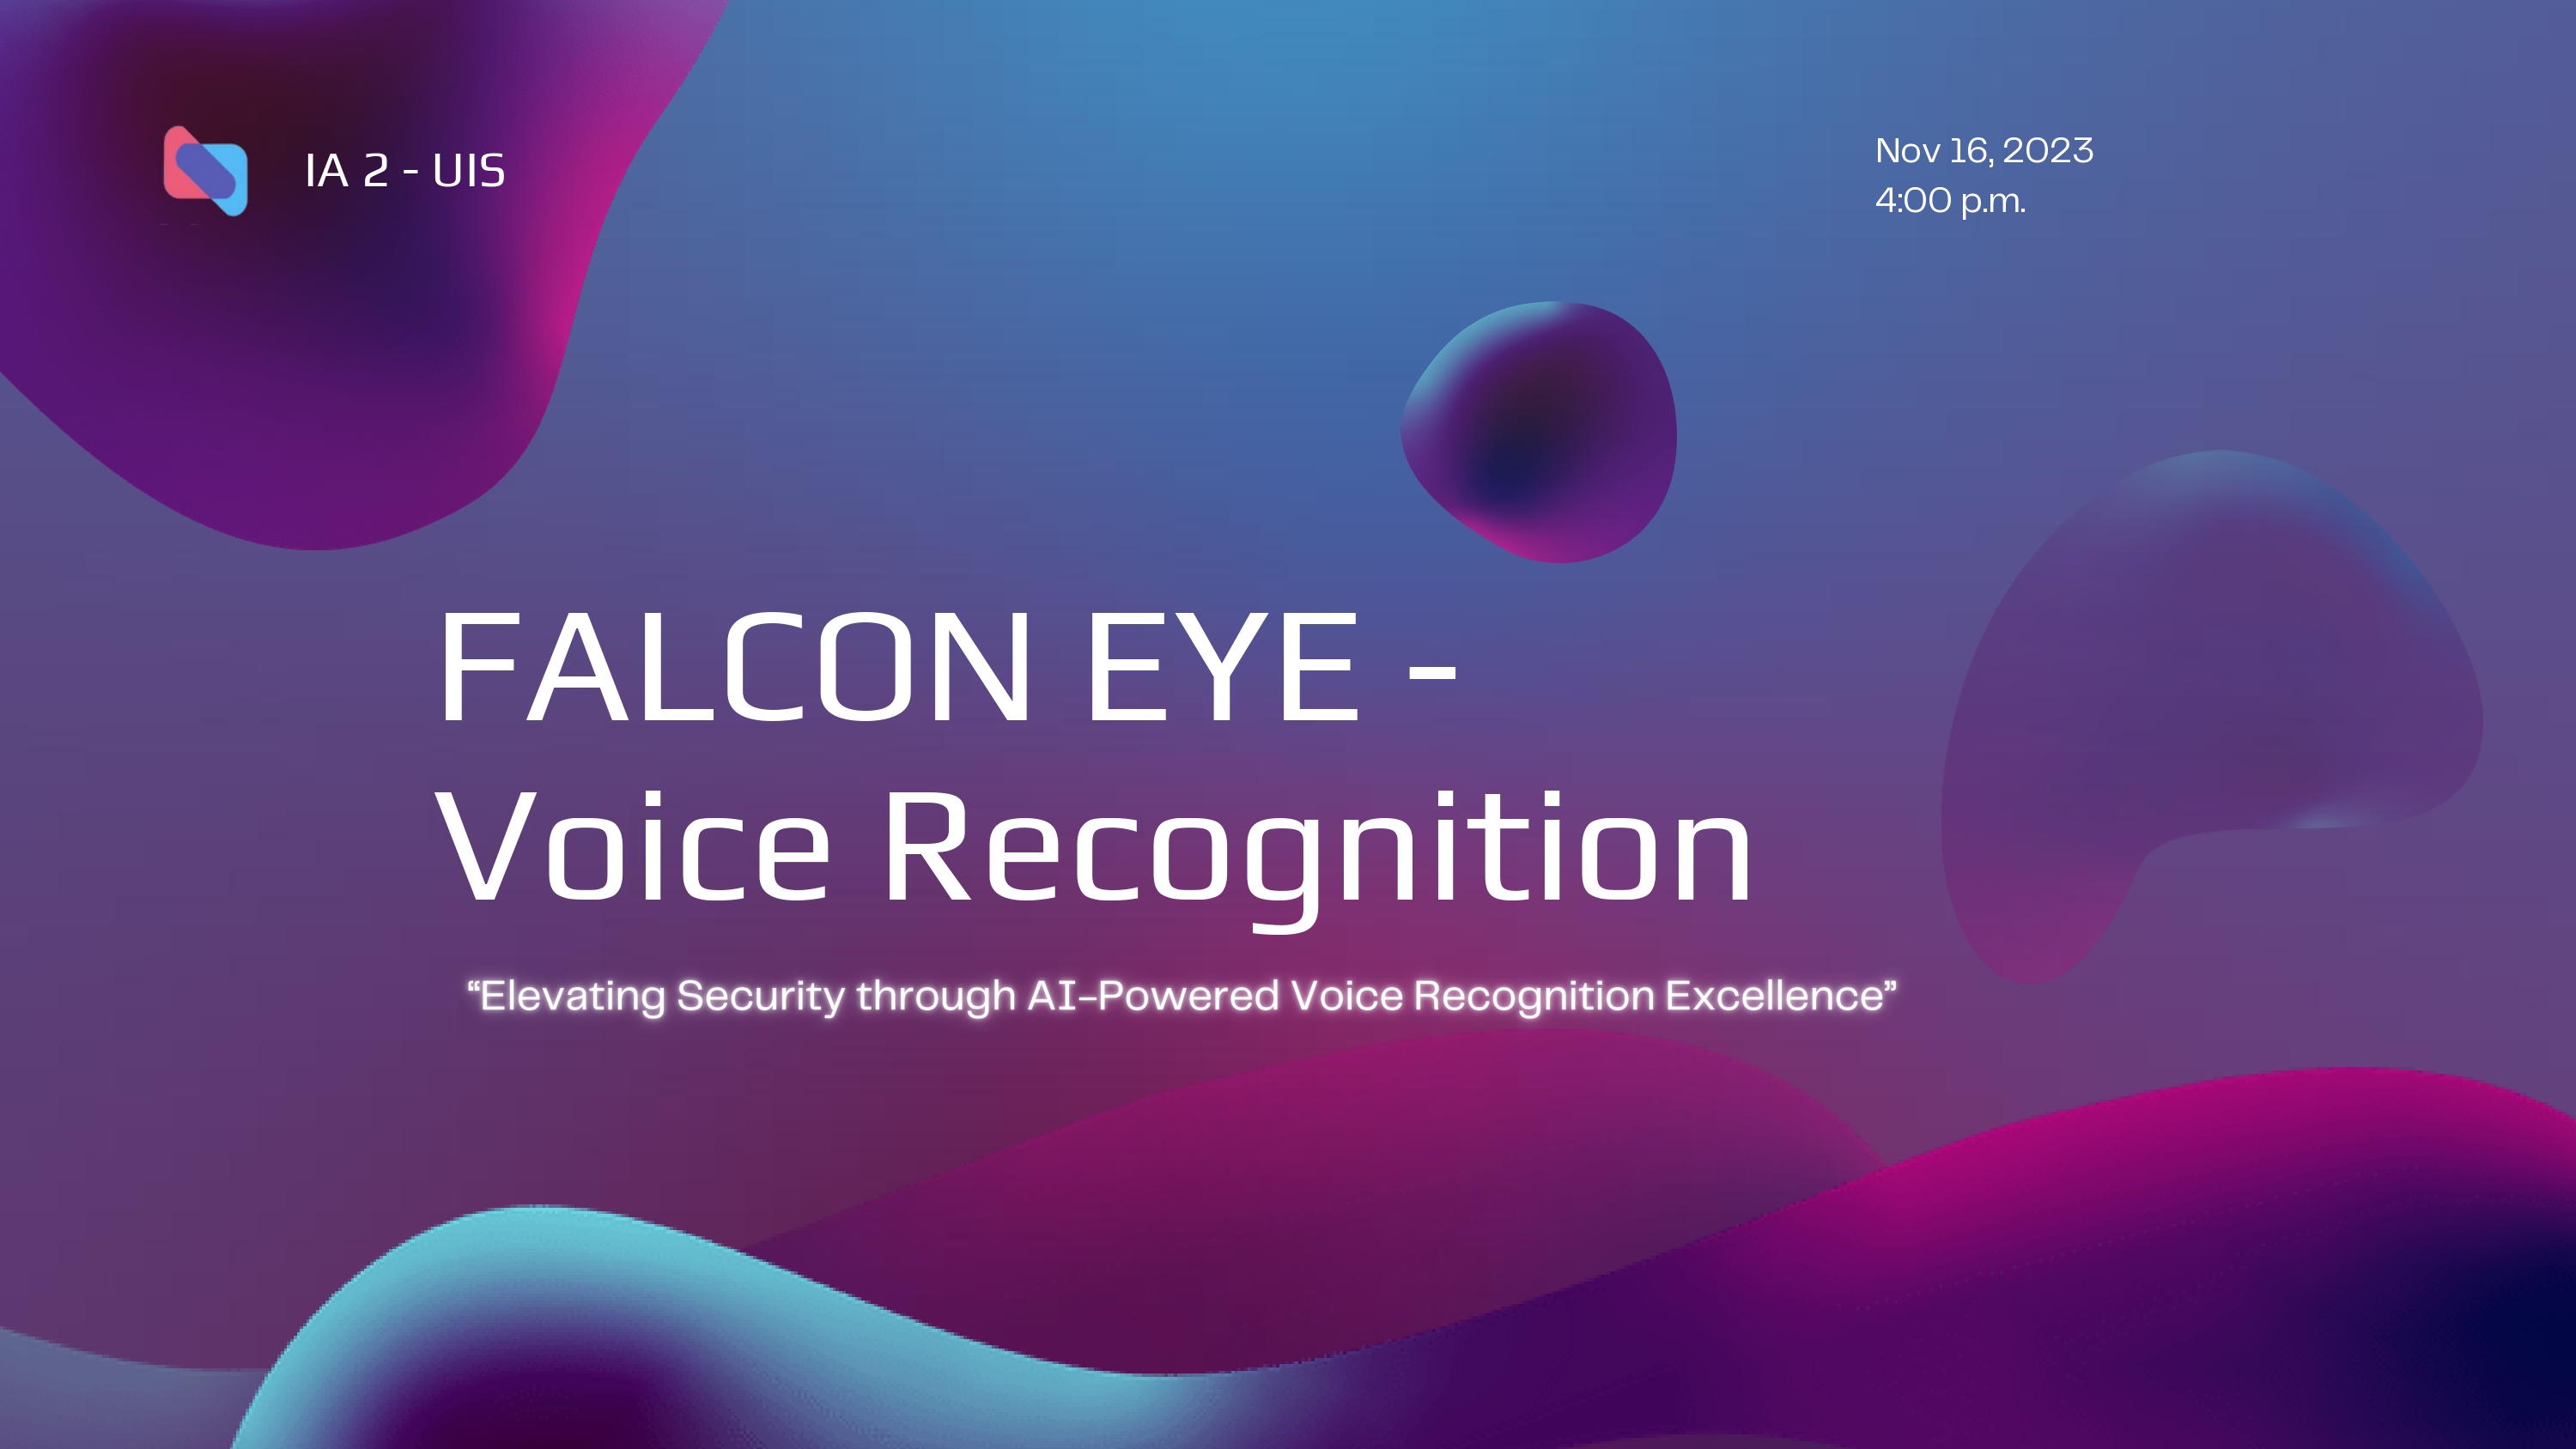 IA 2 - UIS
Nov 16, 2023
4:00 p.m.
FALCON EYE -
Voice Recognition
“Elevating Security through AI-Powered Voice Recognition Excellence”